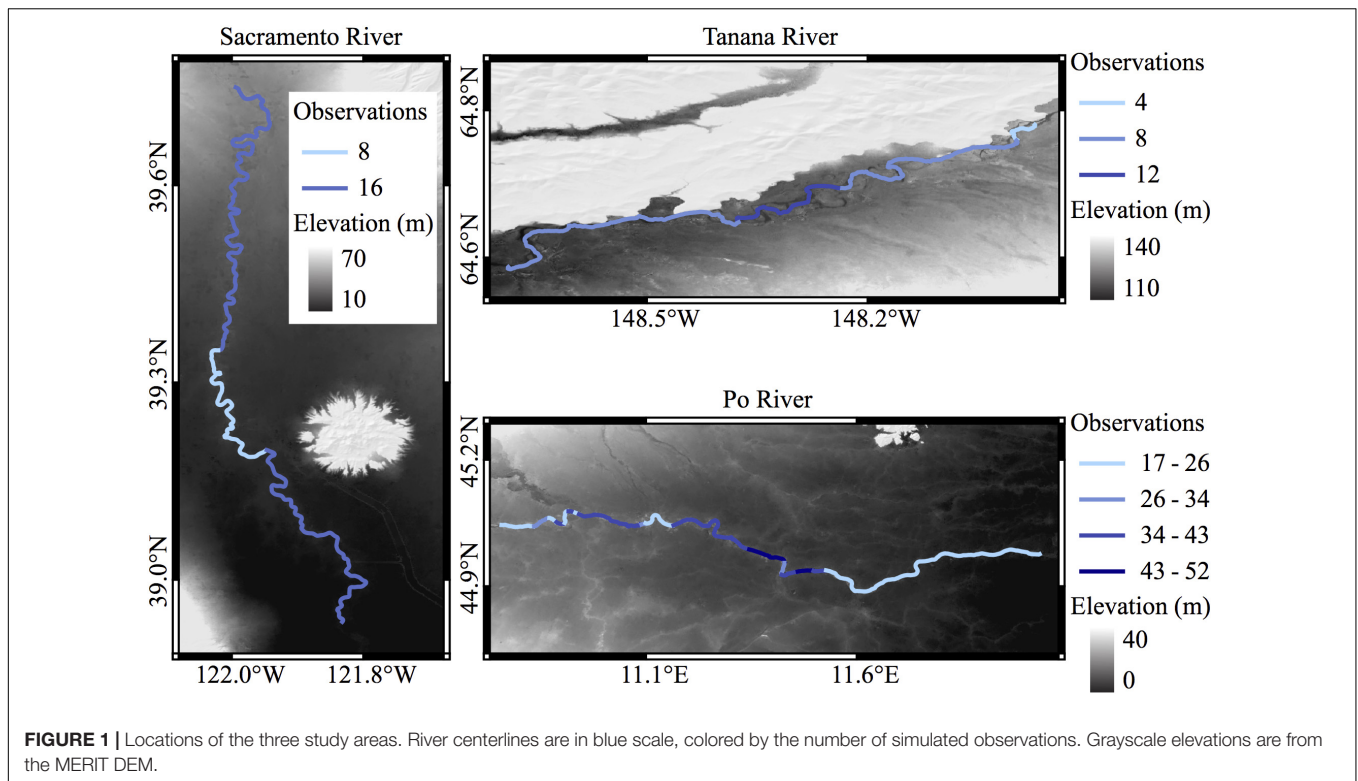 Sacramento River
Observations
8
16
Elevation (m)
70
10
39.6°N
39.3°N
39.0°N
122.0°W 121.8°W
Tanana River
64.8°N
64.6°N
148.5°W 148.2°W
Observations
4
8
12
Elevation (m)
140
110
Po River
45.2°N
44.9°N
11.1°E 11.6°E
Observations
17 - 26
26 - 34
34 - 43
43 - 52
Elevation (m)
40
0
FIGURE 1 | Locations of the three study areas. River centerlines are in blue scale, colored by the number of simulated observations. Grayscale elevations are from
the MERIT DEM.